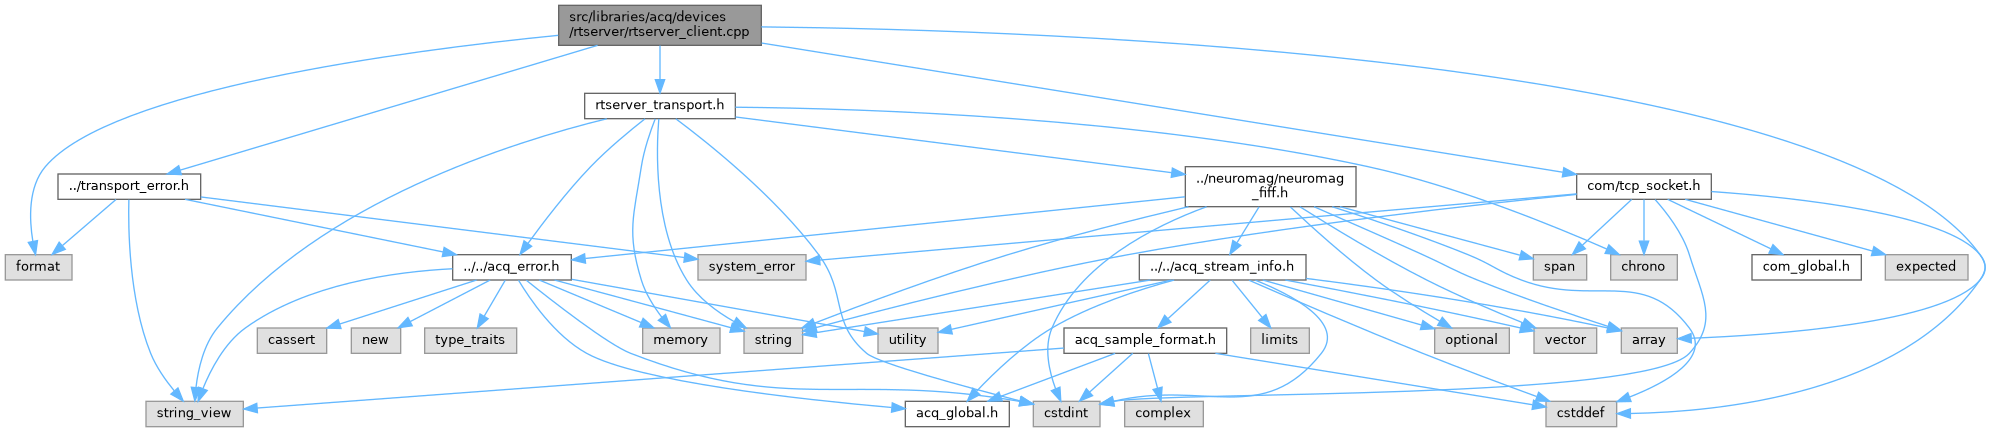 src/libraries/acq/devices
/rtserver/rtserver_client.cpp
rtserver_transport.h
../transport_error.h
../neuromag/neuromag
_fiff.h
com/tcp_socket.h
format
../../acq_error.h
system_error
../../acq_stream_info.h
span
chrono
com_global.h
expected
cassert
new
type_traits
memory
string
utility
acq_sample_format.h
limits
optional
vector
array
string_view
acq_global.h
cstdint
complex
cstddef